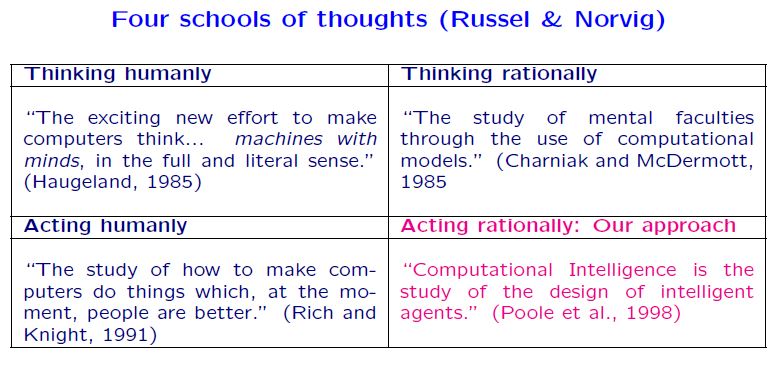 Four schools of thoughts (Russel & Norvig)
Thinking humanly
“The exciting new effort to make
computers think... machines with
minds, in the full and literal sense.”
(Haugeland, 1985)
Thinking rationally
“The study of mental faculties
through the use of computational
models.” (Charniak and McDermott,
1985
Acting humanly
“The study of how to make com-
puters do things which, at the mo-
ment, people are better.” (Rich and
Knight, 1991)
Acting rationally: Our approach
“Computational Intelligence is the
study of the design of intelligent
agents.” (Poole et al., 1998)